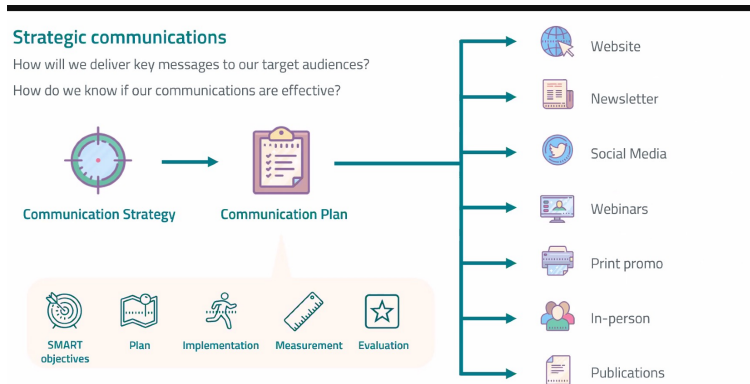 Strategic communications
How will we deliver key messages to our target audiences?
How do we know if our communications are effective?
Communication Strategy
Communication Plan
SMART
objectives
Plan
Implementation
Measurement
Evaluation
Website
Newsletter
Social Media
Webinars
Print promo
In-person
Publications